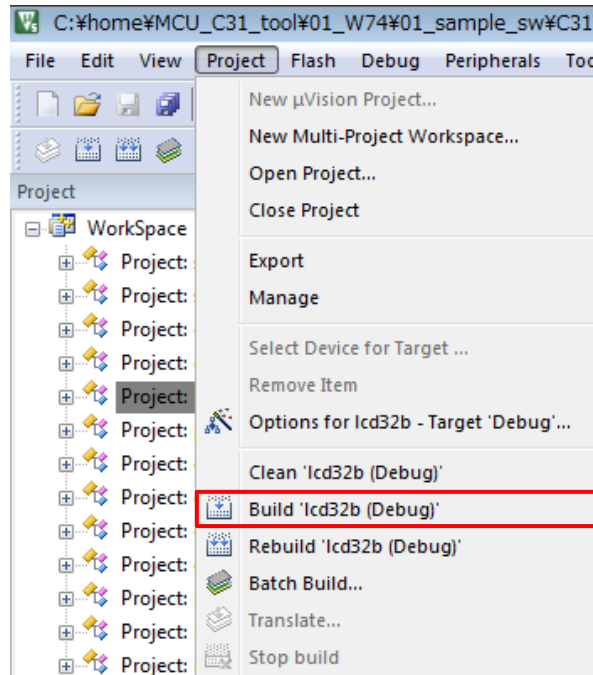 C:¥home¥MCU_C31_tool¥01_W74¥01_sample_sw¥C31
File Edit View Project Flash Debug Peripherals
New µVision Project...
New Multi-Project Workspace...
Open Project...
Close Project
Project
WorkSpace
Project:
Export
Project:
Manage
Project:
Select Device for Target ...
Project:
Remove Item
Project:
Options for lcd32b - Target 'Debug'...
Project:
Project:
Clean 'lcd32b (Debug)'
Project:
Build 'lcd32b (Debug)'
Project:
Rebuild 'lcd32b (Debug)'
Project:
Batch Build...
Project:
Translate...
Project:
Stop build
Project: